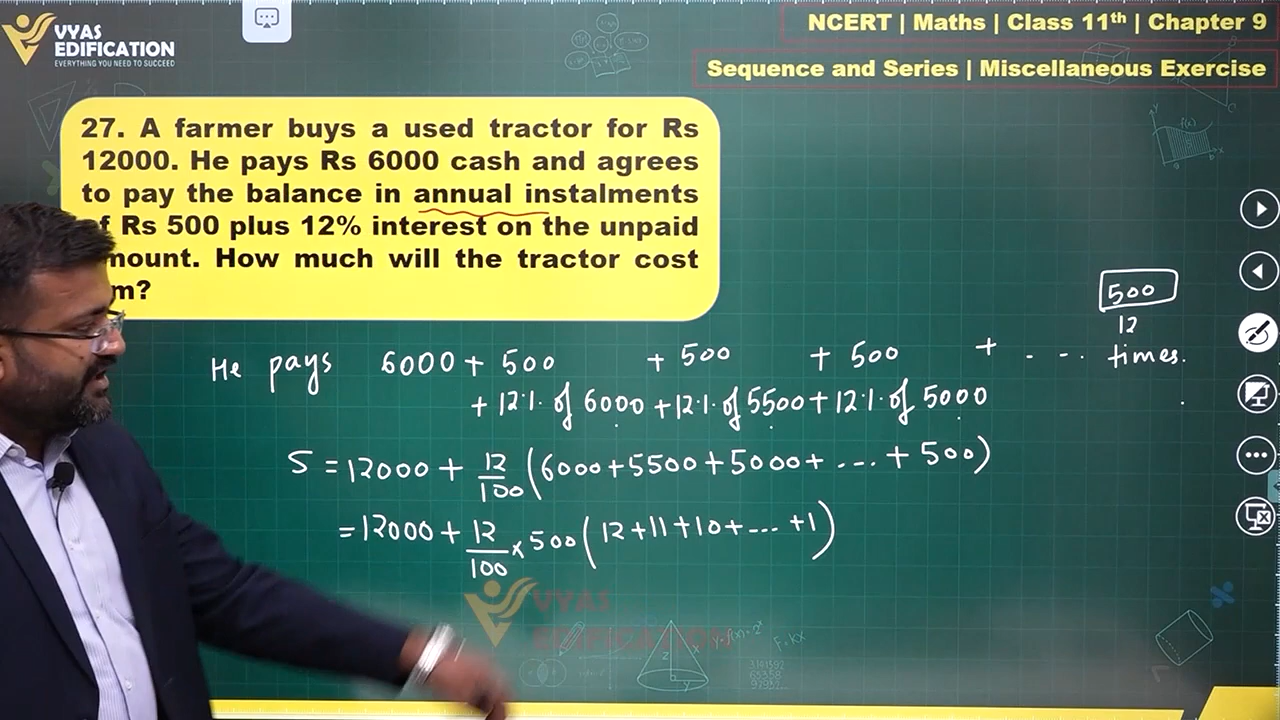 VYAS
EDIFICATION
EVERYTHING YOU NEED TO SUCCEED
NCERT | Maths | Class 11th | Chapter 9
Sequence and Series | Miscellaneous Exercise
27. A farmer buys a used tractor for Rs
12000. He pays Rs 6000 cash and agrees
to pay the balance in annual instalments
of Rs 500 plus 12% interest on the unpaid
amount. How much will the tractor cost
m?
500
12
He pays 6000 + 500 + 500 + 500 + . . . . times.
+ 12% of 6000 + 12% of 5500 + 12% of 5000
S = 12000 + 12/100 (6000+5500+5000+ ... + 500)
= 12000 + 12/100 × 500 (12+11+10+ ... +1)
VYAS
EDIFICATION